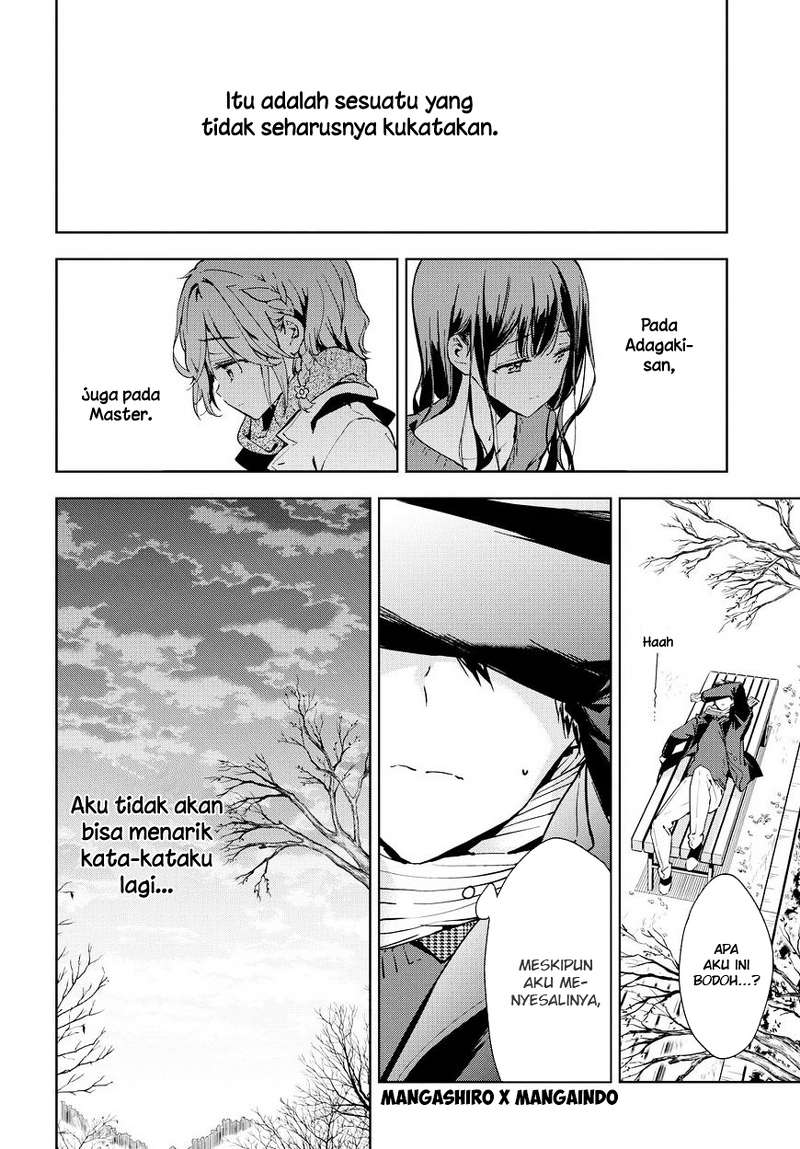 Itu adalah sesuatu yang
tidak seharusnya kukatakan.
Pada
Adagaki-
san,
Juga pada
Master.
Haah
APA
AKU INI
BODOH...?
MESKIPUN
AKU ME-
NYESALINYA,
Aku tidak akan
bisa menarik
kata-kataku
lagi...
MANGASHIRO X MANGAINDO